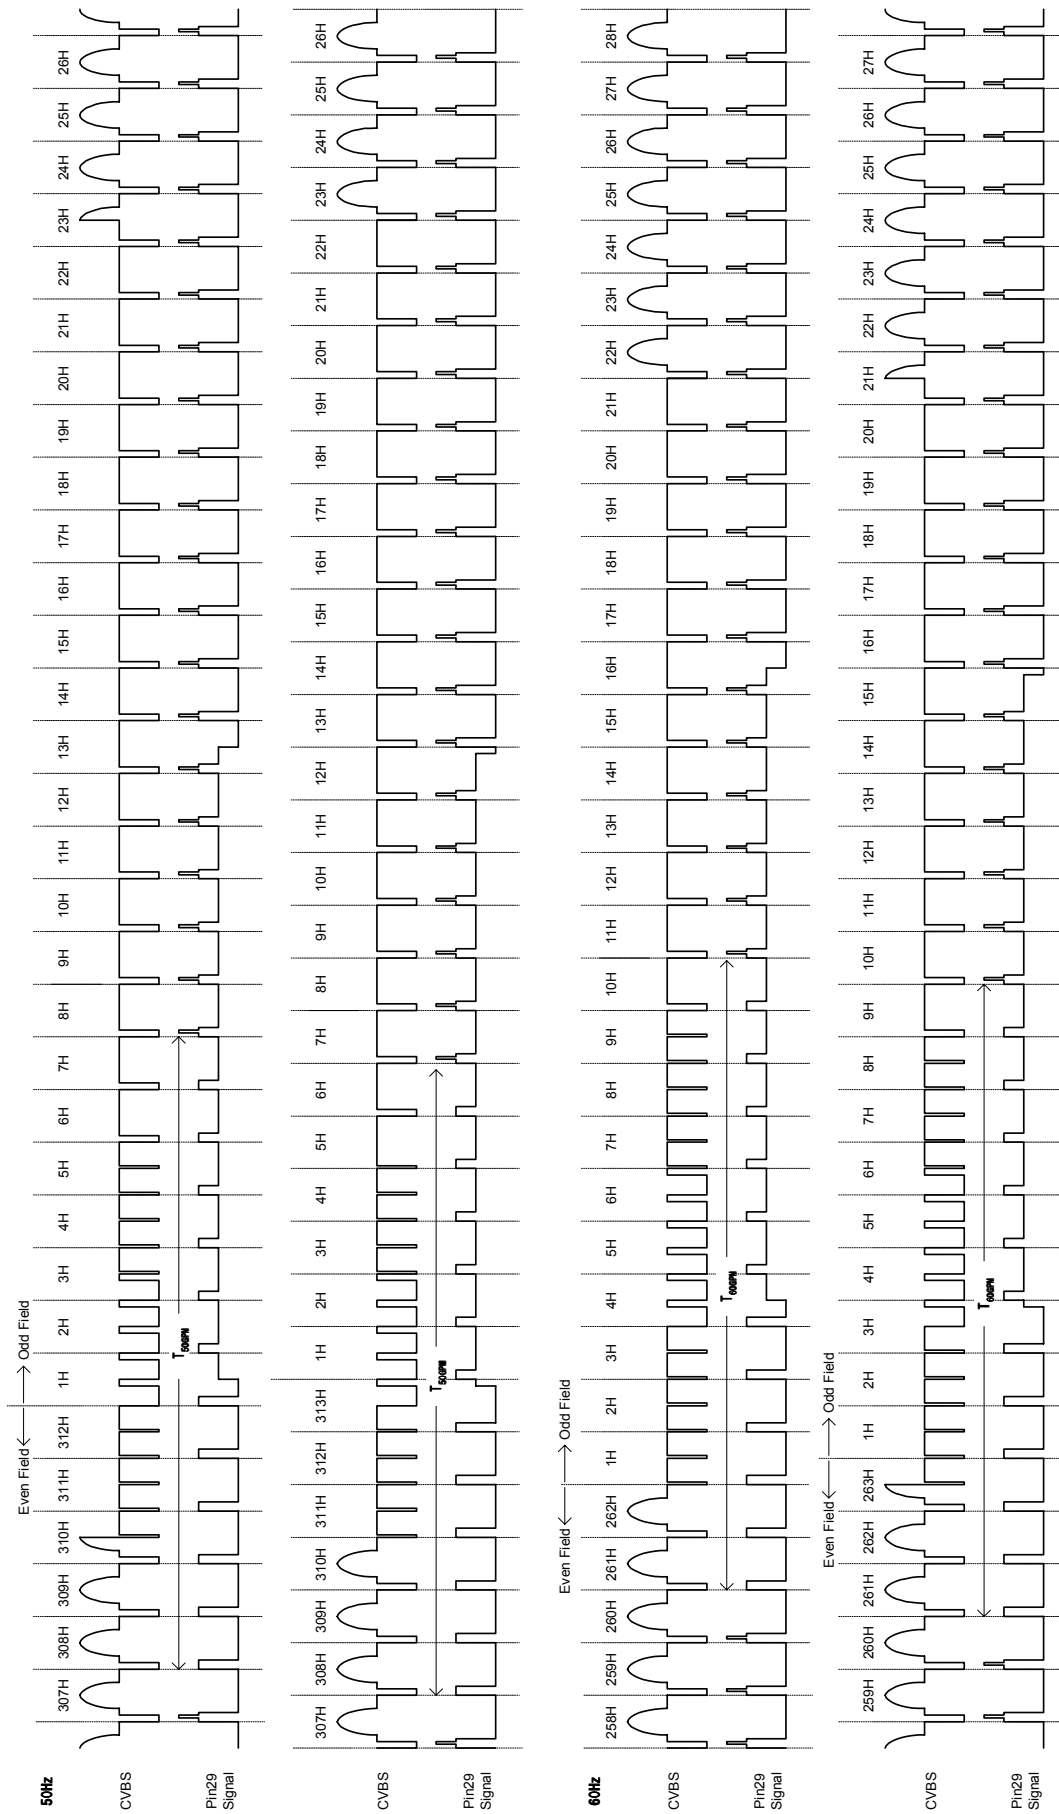 Even Field ← → Odd Field
50Hz
307H 308H 309H 310H 311H 312H 1H 2H 3H 4H 5H 6H 7H 8H 9H 10H 11H 12H 13H 14H 15H 16H 17H 18H 19H 20H 21H 22H 23H 24H 25H 26H
CVBS
T50GPM
Pin29
Signal
307H 308H 309H 310H 311H 312H 313H 1H 2H 3H 4H 5H 6H 7H 8H 9H 10H 11H 12H 13H 14H 15H 16H 17H 18H 19H 20H 21H 22H 23H 24H 25H 26H
CVBS
T50GPM
Pin29
Signal
Even Field ← → Odd Field
60Hz
258H 259H 260H 261H 262H 1H 2H 3H 4H 5H 6H 7H 8H 9H 10H 11H 12H 13H 14H 15H 16H 17H 18H 19H 20H 21H 22H 23H 24H 25H 26H 27H 28H
CVBS
T60GPM
Pin29
Signal
Even Field ← → Odd Field
259H 260H 261H 262H 263H 1H 2H 3H 4H 5H 6H 7H 8H 9H 10H 11H 12H 13H 14H 15H 16H 17H 18H 19H 20H 21H 22H 23H 24H 25H 26H 27H
CVBS
T60GPM
Pin29
Signal